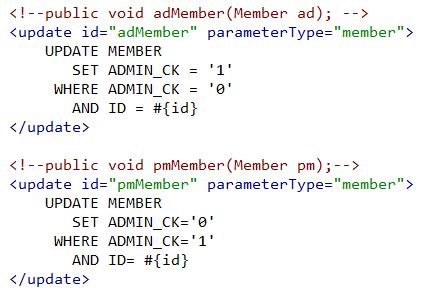 <!--public void adMember(Member ad); -->
<update id="adMember" parameterType="member">
    UPDATE MEMBER
       SET ADMIN_CK = '1'
     WHERE ADMIN_CK = '0'
       AND ID = #{id}
</update>

<!--public void pmMember(Member pm);-->
<update id="pmMember" parameterType="member">
    UPDATE MEMBER
       SET ADMIN_CK='0'
     WHERE ADMIN_CK='1'
       AND ID= #{id}
</update>